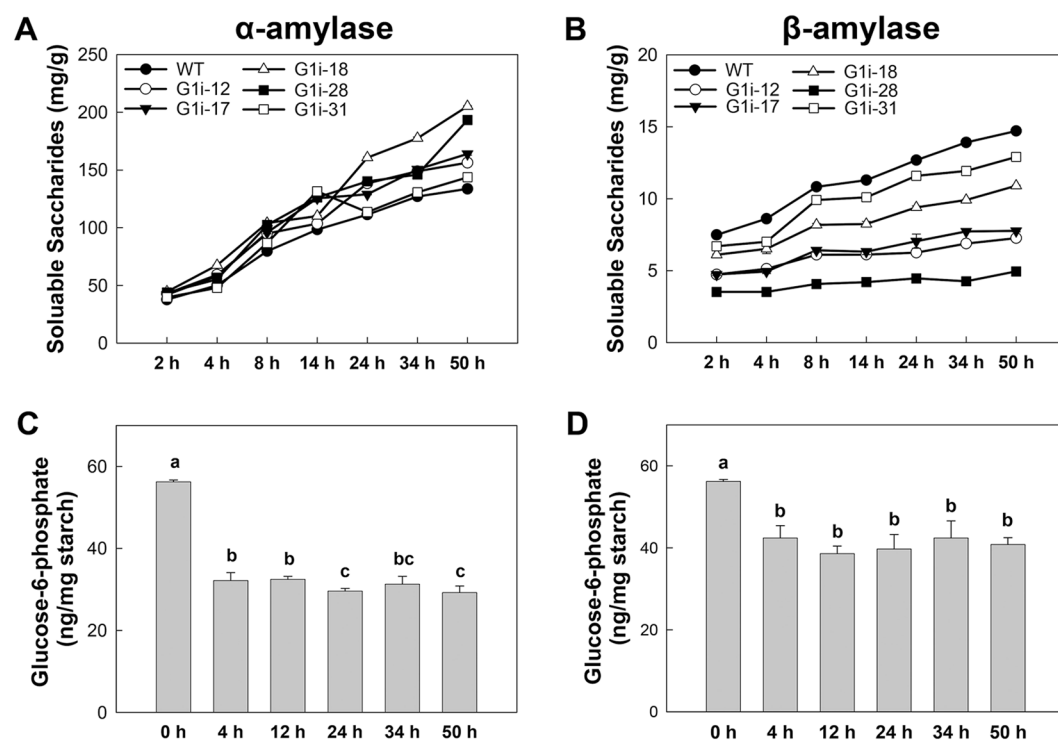 A
α-amylase
Soluable Saccharides (mg/g)
250
200
150
100
50
0
WT
G1i-12
G1i-17
G1i-18
G1i-28
G1i-31
2 h 4 h 8 h 14 h 24 h 34 h 50 h
B
β-amylase
Soluable Saccharides (mg/g)
20
15
10
5
0
WT
G1i-12
G1i-17
G1i-18
G1i-28
G1i-31
2 h 4 h 8 h 14 h 24 h 34 h 50 h
C
Glucose-6-phosphate
(ng/mg starch)
60
40
20
0
a b b c bc c
0 h 4 h 12 h 24 h 34 h 50 h
D
Glucose-6-phosphate
(ng/mg starch)
60
40
20
0
a b b b b b
0 h 4 h 12 h 24 h 34 h 50 h